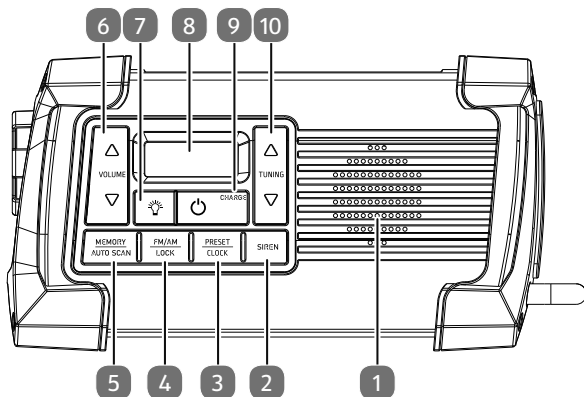 6 7 8 9 10
VOLUME
TUNING
CHARGE
MEMORY
AUTO SCAN
FM/AM
LOCK
PRESET
CLOCK
SIREN
5 4 3 2 1